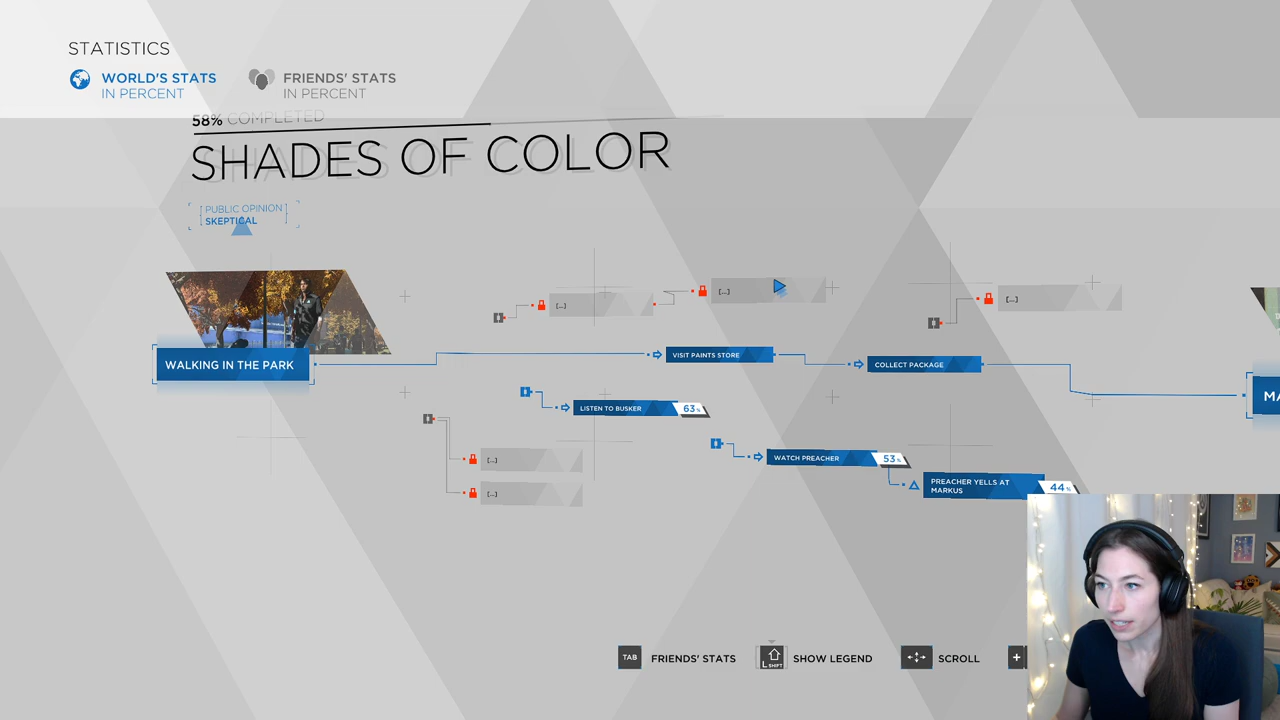 STATISTICS
WORLD'S STATS
IN PERCENT
FRIENDS' STATS
IN PERCENT
58% COMPLETED
SHADES OF COLOR
PUBLIC OPINION
SKEPTICAL
[...]
[...]
[...]
WALKING IN THE PARK
VISIT PAINTS STORE
COLLECT PACKAGE
MA
LISTEN TO BUSKER 63%
[...]
WATCH PREACHER 53%
[...]
PREACHER YELLS AT
MARKUS
44%
TAB FRIENDS' STATS
L SHIFT SHOW LEGEND
SCROLL
+